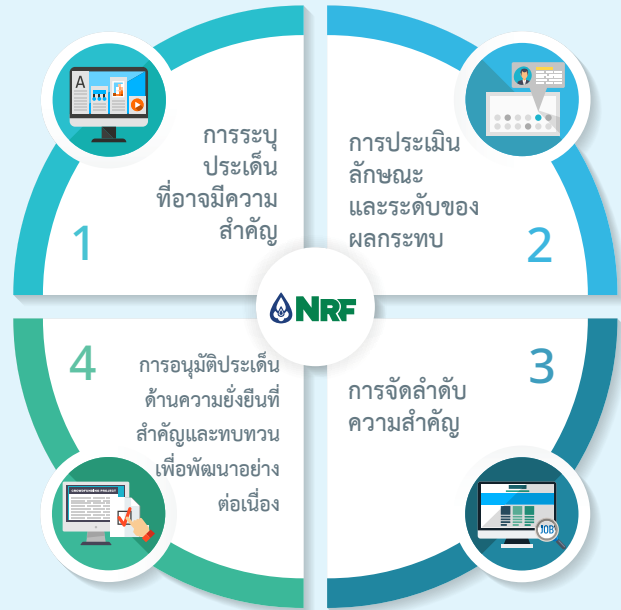 A
การระบุ
ประเด็น
ที่อาจมีความ
สำคัญ
1
การประเมิน
ลักษณะ
และระดับของ
ผลกระทบ
2
NRF
4
การอนุมัติประเด็น
ด้านความยั่งยืนที่
สำคัญและทบทวน
เพื่อพัฒนาอย่าง
ต่อเนื่อง
CROWDFUNDING PROJECT
3
การจัดลำดับ
ความสำคัญ
JOB